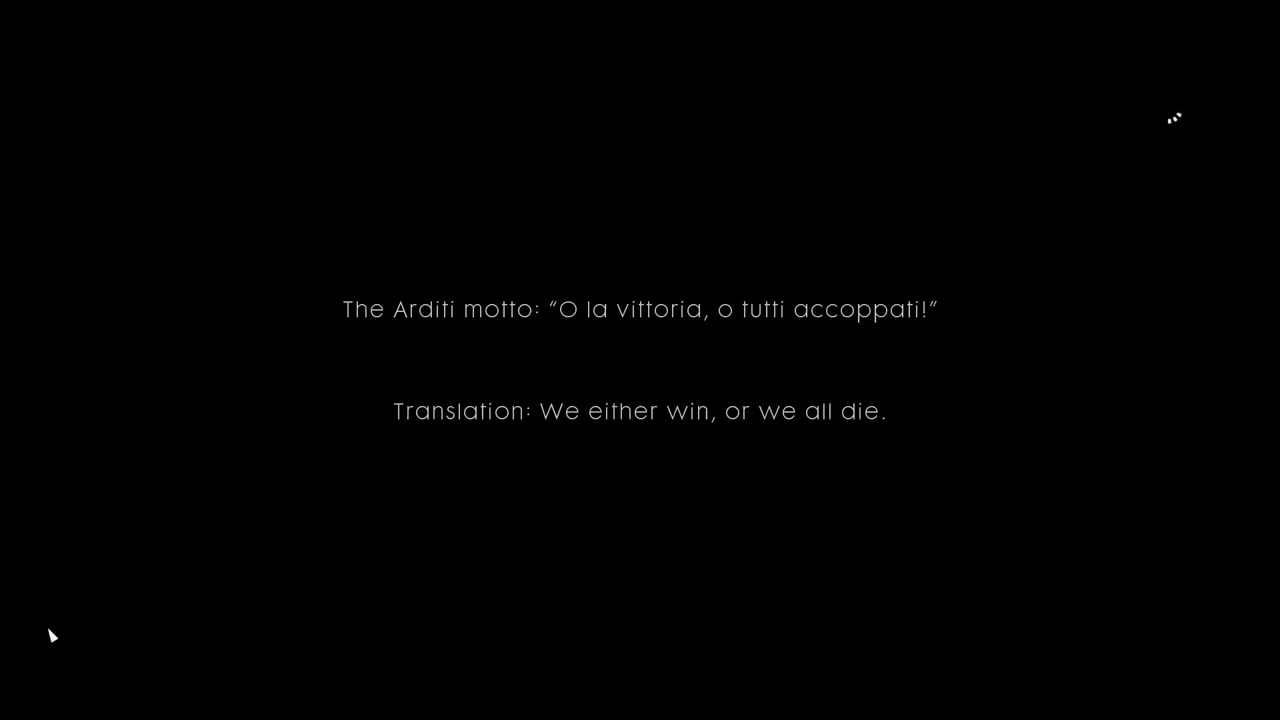 The Arditi motto: “O la vittoria, o tutti accoppati!”
Translation: We either win, or we all die.